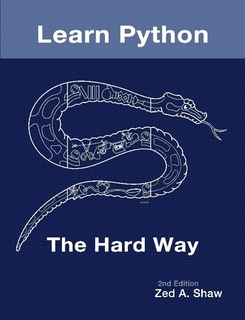 Learn Python
The Hard Way
2nd Edition
Zed A. Shaw